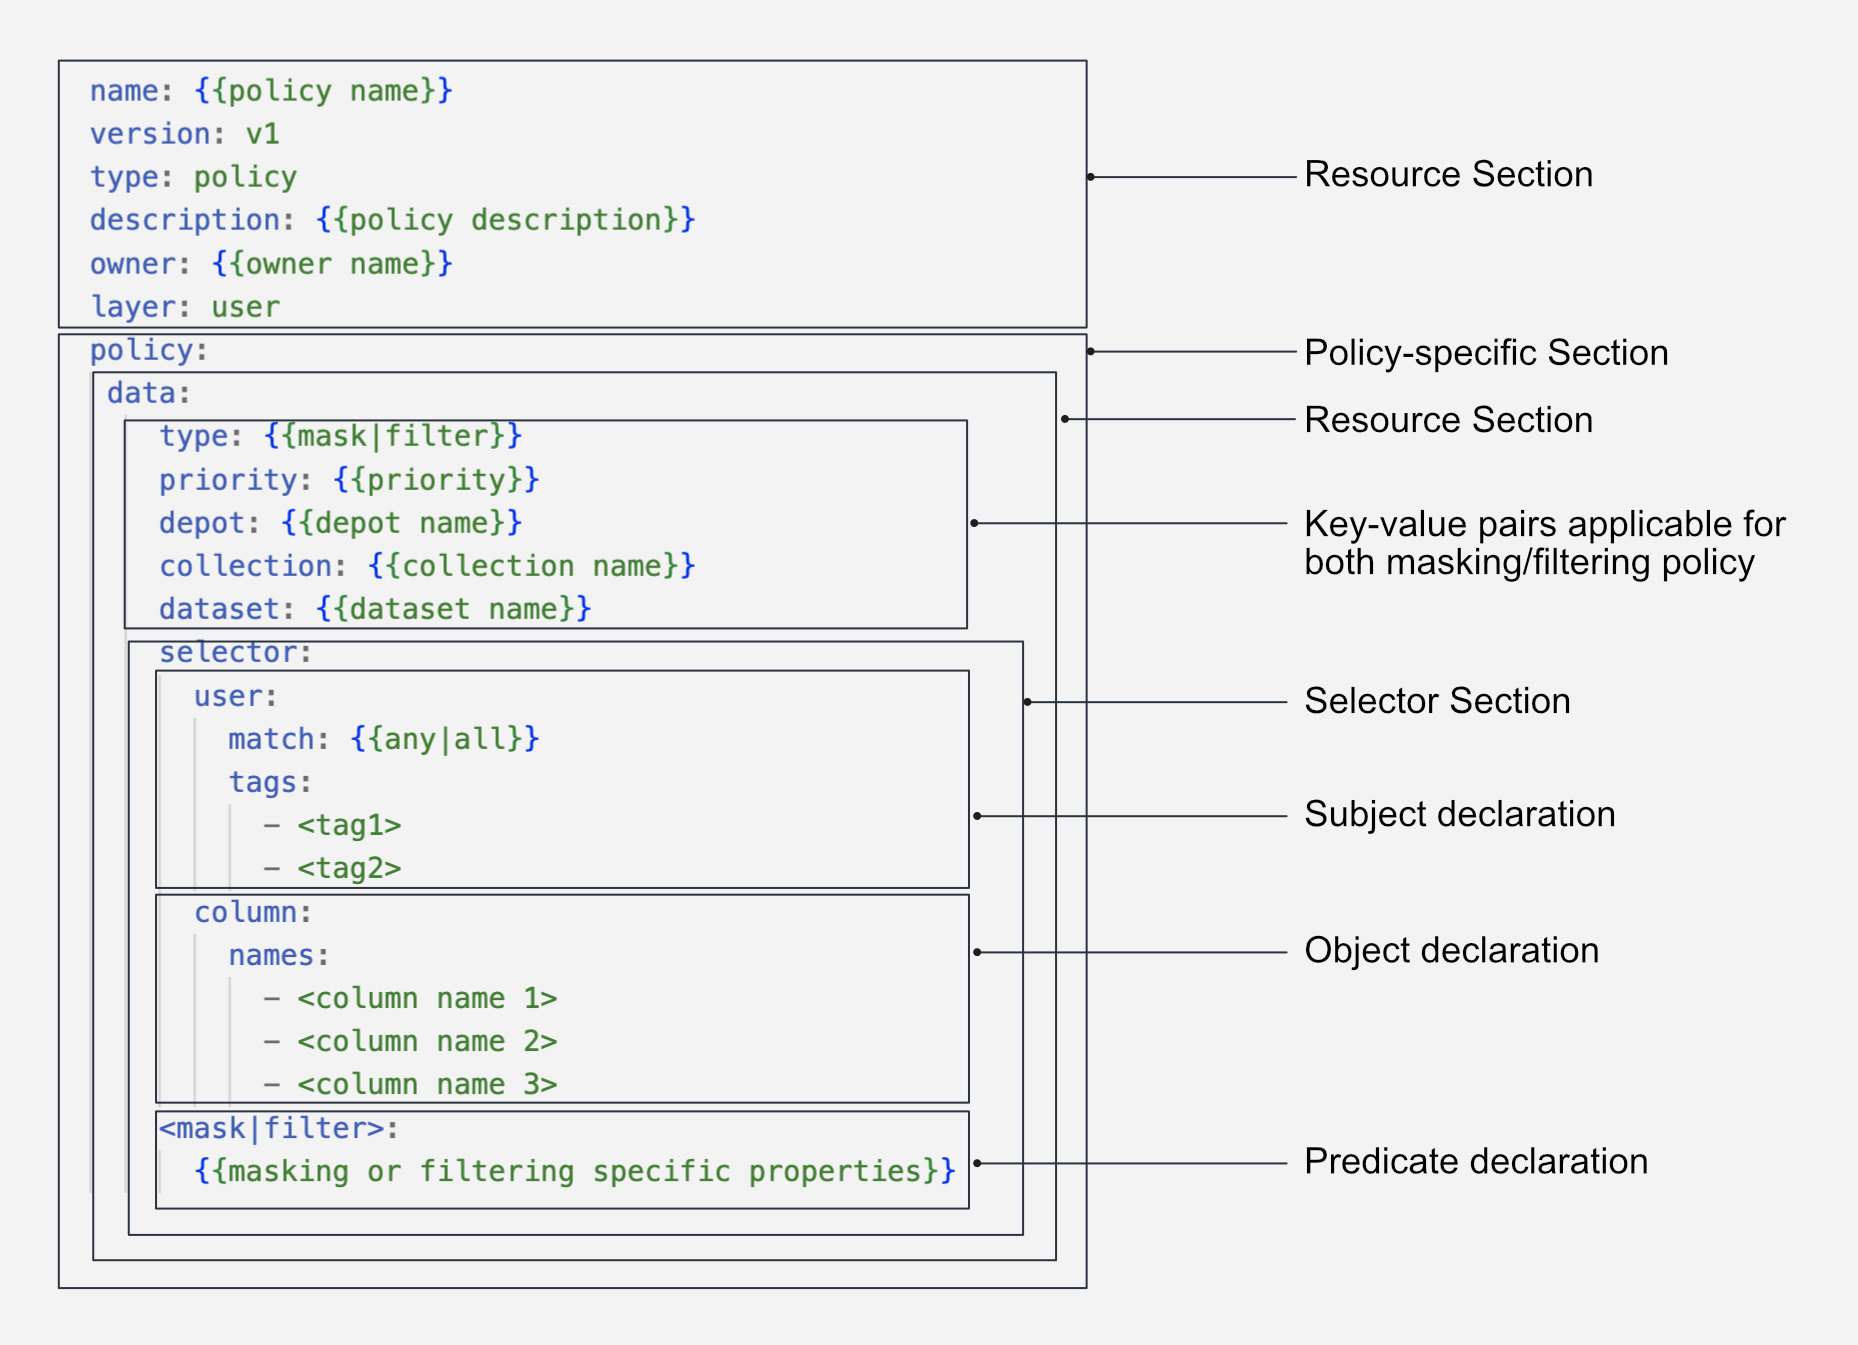 name: {{policy name}}
version: v1
type: policy
description: {{policy description}}
owner: {{owner name}}
layer: user
Resource Section
policy:
Policy-specific Section
data:
Resource Section
type: {{mask|filter}}
priority: {{priority}}
depot: {{depot name}}
collection: {{collection name}}
dataset: {{dataset name}}
Key-value pairs applicable for
both masking/filtering policy
selector:
Selector Section
user:
match: {{any|all}}
tags:
- <tag1>
- <tag2>
Subject declaration
column:
names:
- <column name 1>
- <column name 2>
- <column name 3>
Object declaration
<mask|filter>:
{{masking or filtering specific properties}}
Predicate declaration